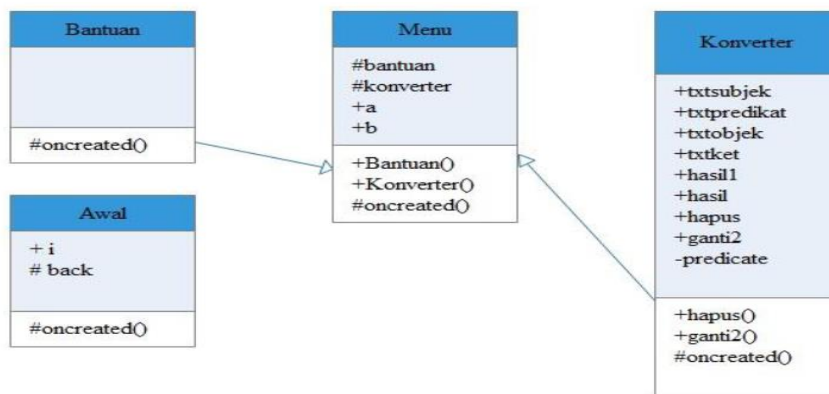 Bantuan
#oncreated()
Awal
+ i
# back
#oncreated()
Menu
#bantuan
#konverter
+a
+b
+Bantuan()
+Konverter()
#oncreated()
Konverter
+txtsubjek
+txtpredikat
+txtobjek
+txtket
+hasil1
+hasil
+hapus
+ganti2
-predicate
+hapus()
+ganti2()
#oncreated()